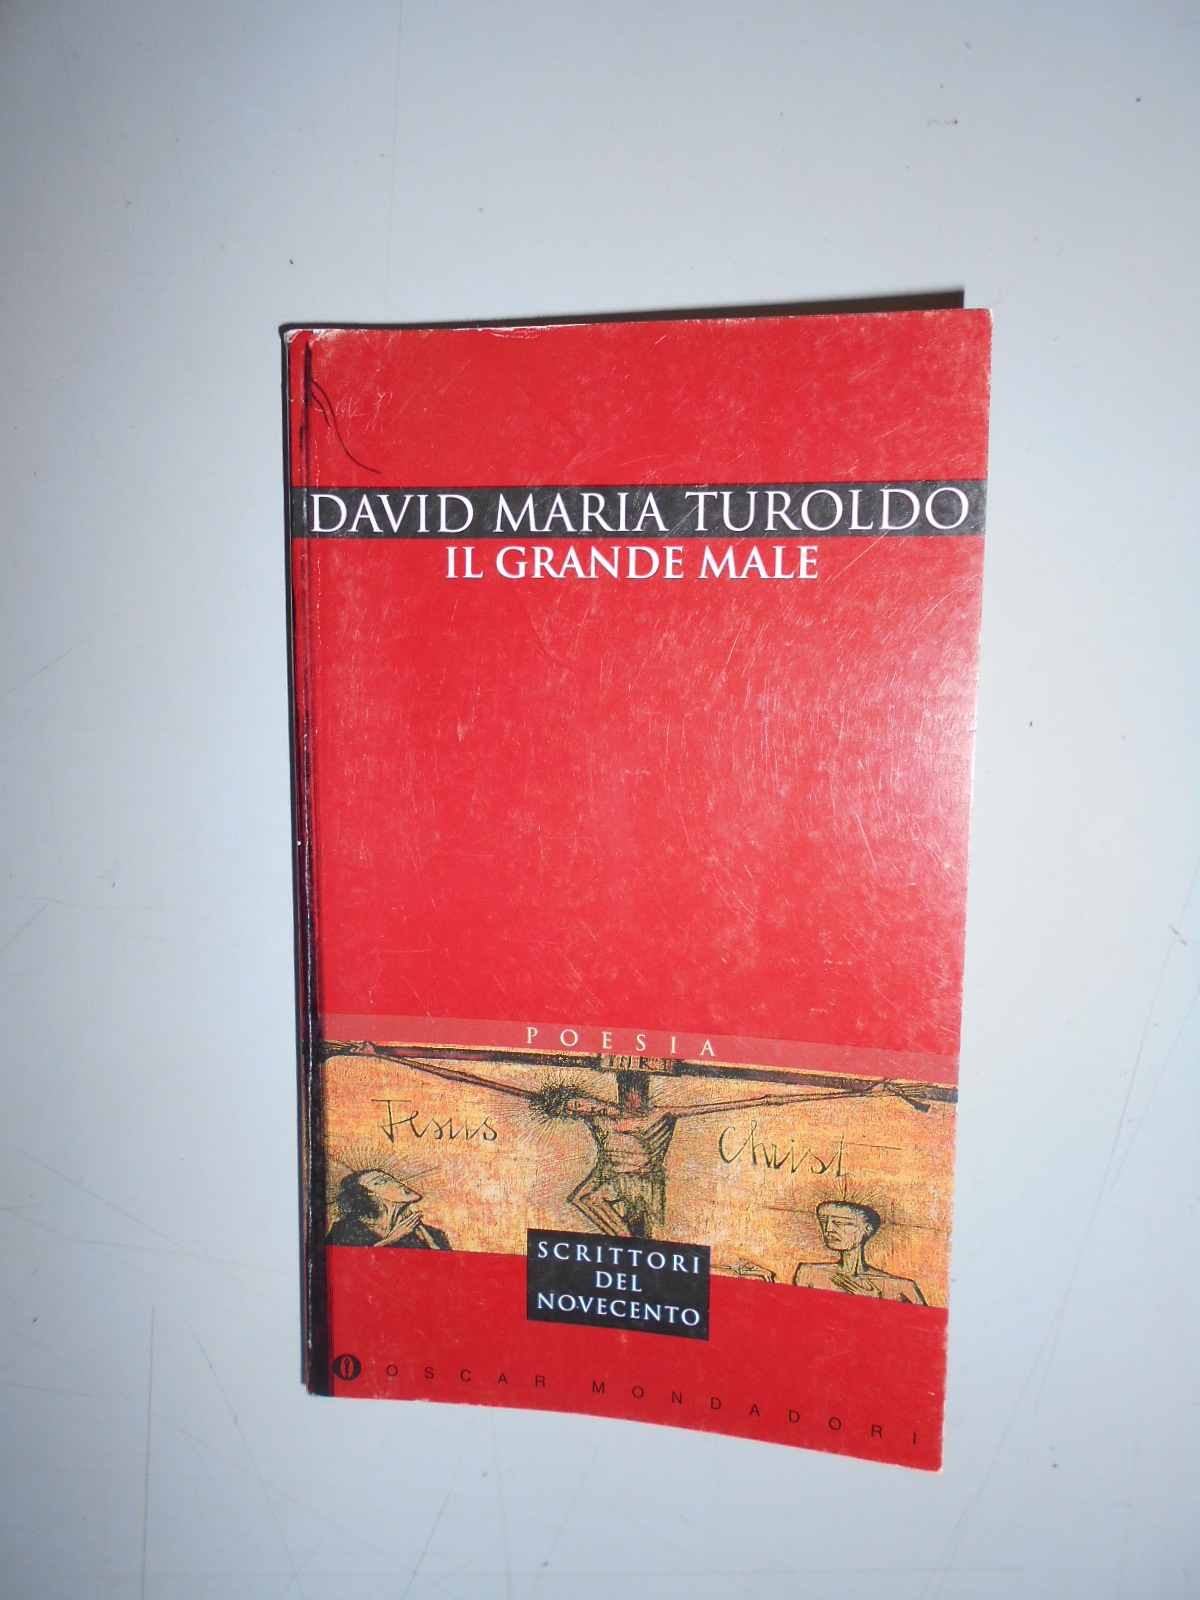 DAVID MARIA TUROLDO
IL GRANDE MALE
POESIA
Jesus Christ
SCRITTORI
DEL
NOVECENTO
OSCAR MONDADORI